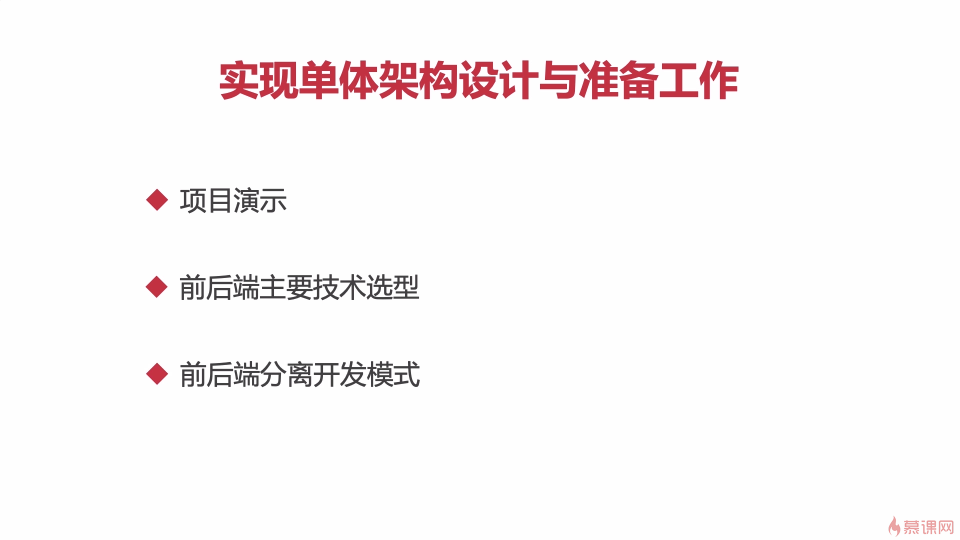 实现单体架构设计与准备工作
项目演示
前后端主要技术选型
前后端分离开发模式
慕课网